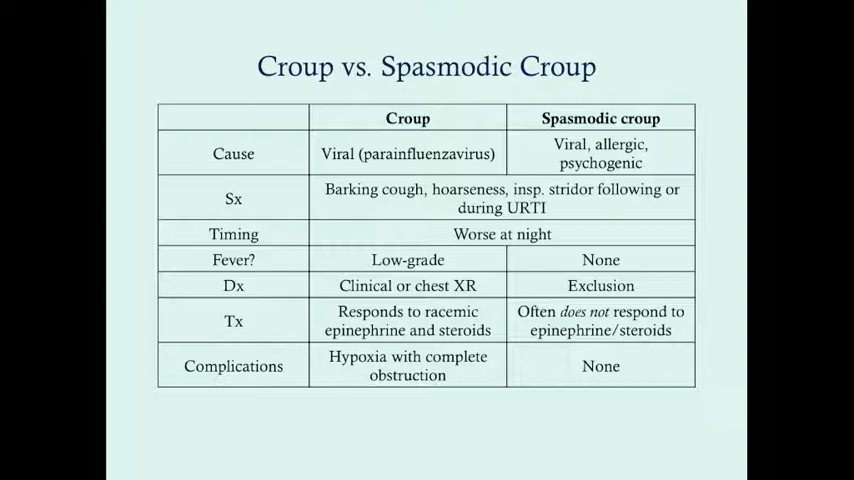 Croup vs. Spasmodic Croup
Croup
Spasmodic croup
Cause
Viral (parainfluenzavirus)
Viral, allergic,
psychogenic
Sx
Barking cough, hoarseness, insp. stridor following or
during URTI
Timing
Worse at night
Fever?
Low-grade
None
Dx
Clinical or chest XR
Exclusion
Tx
Responds to racemic
epinephrine and steroids
Often does not respond to
epinephrine/steroids
Complications
Hypoxia with complete
obstruction
None